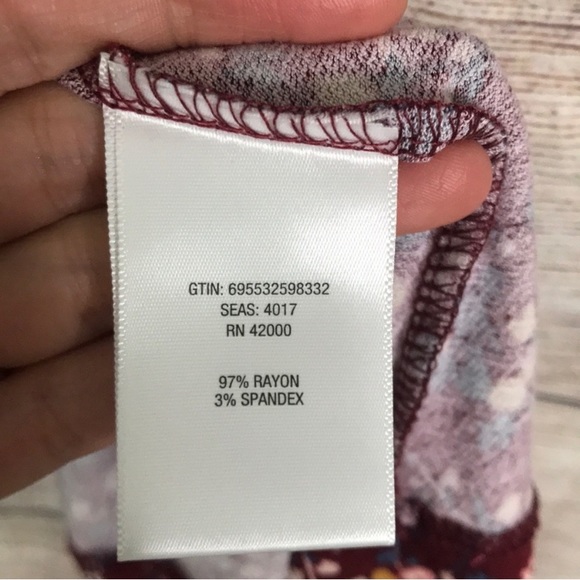 GTIN: 695532598332
SEAS: 4017
RN 42000
97% RAYON
3% SPANDEX